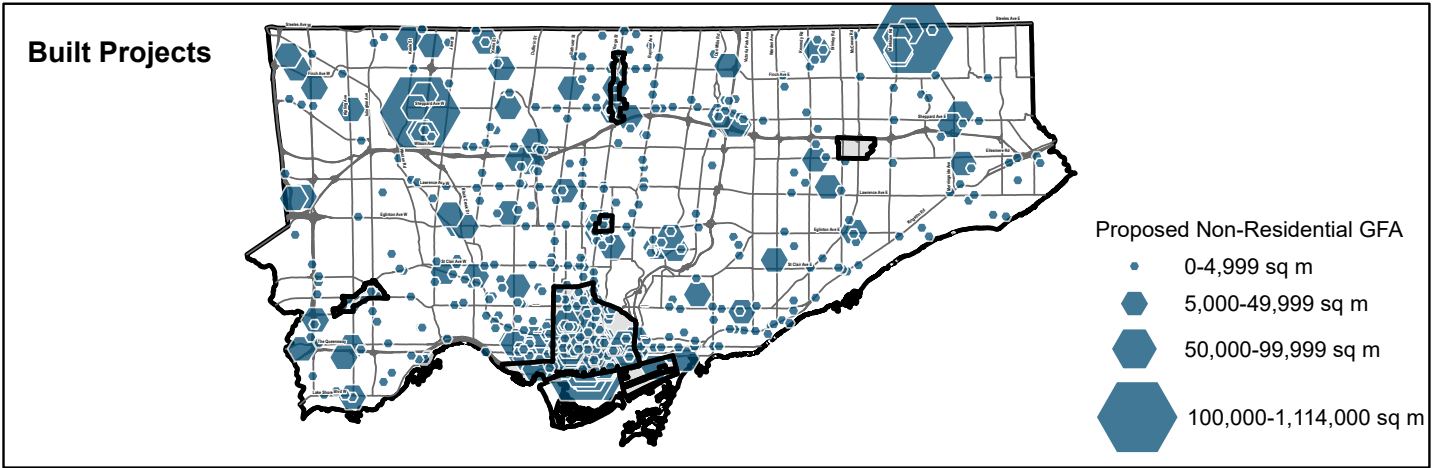 Built Projects
Steeles Ave W
Steeles Ave E
Finch Ave W
Finch Ave E
Sheppard Ave W
Sheppard Ave E
Wilson Ave
Ellesmere Rd
Lawrence Ave W
Lawrence Ave E
Eglinton Ave W
Eglinton Ave E
Kingston Rd
St Clair Ave W
St Clair Ave E
The Queensway
Lake Shore Blvd W
Proposed Non-Residential GFA
0-4,999 sq m
5,000-49,999 sq m
50,000-99,999 sq m
100,000-1,114,000 sq m